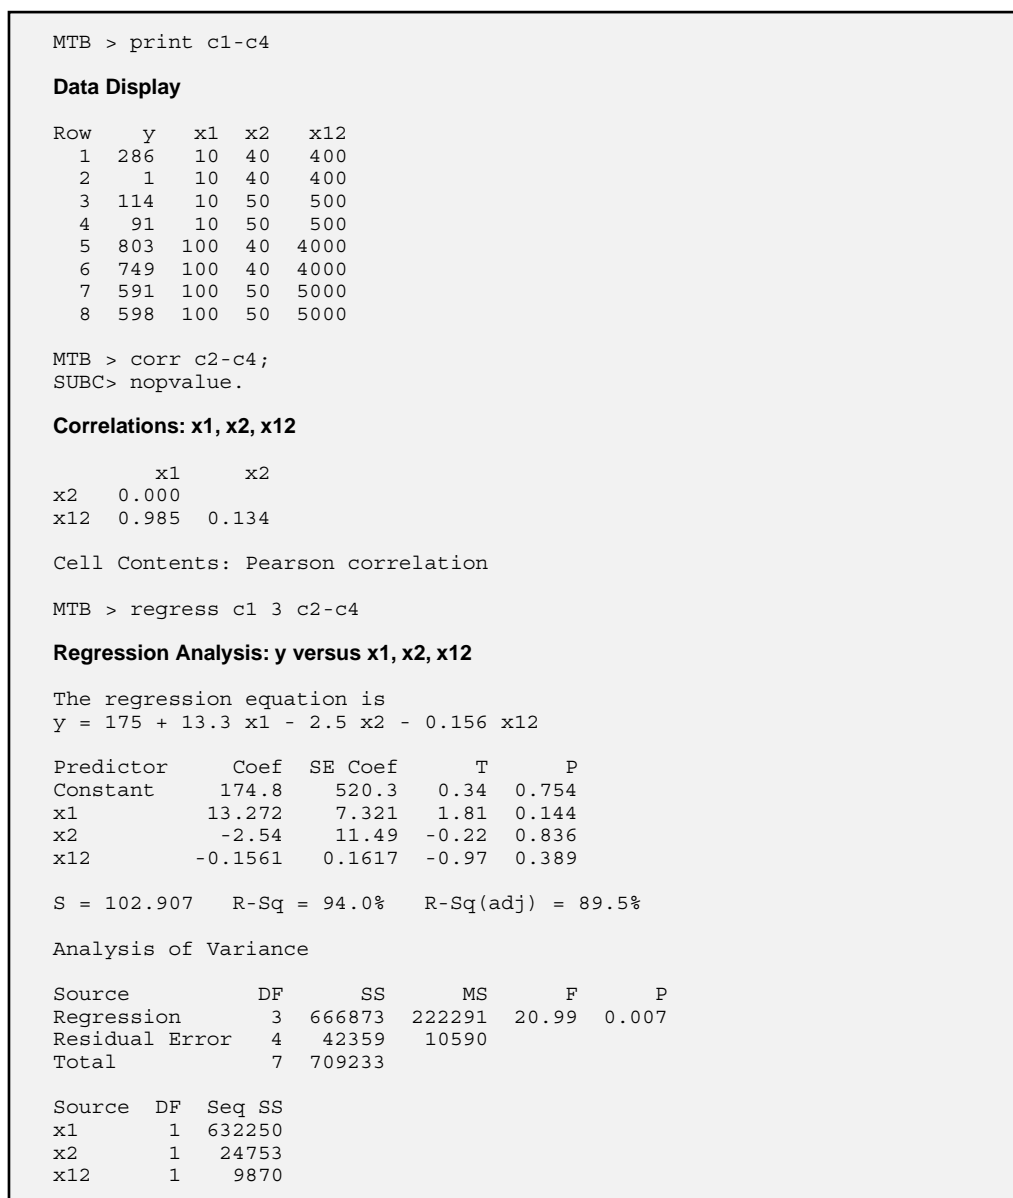 MTB > print c1-c4
Data Display
Row y x1 x2 x12
1 286 10 40 400
2 1 10 40 400
3 114 10 50 500
4 91 10 50 500
5 803 100 40 4000
6 749 100 40 4000
7 591 100 50 5000
8 598 100 50 5000
MTB > corr c2-c4;
SUBC> nopvalue.
Correlations: x1, x2, x12
x1 x2
x2 0.000
x12 0.985 0.134
Cell Contents: Pearson correlation
MTB > regress c1 3 c2-c4
Regression Analysis: y versus x1, x2, x12
The regression equation is
y = 175 + 13.3 x1 - 2.5 x2 - 0.156 x12
Predictor Coef SE Coef T P
Constant 174.8 520.3 0.34 0.754
x1 13.272 7.321 1.81 0.144
x2 -2.54 11.49 -0.22 0.836
x12 -0.1561 0.1617 -0.97 0.389
S = 102.907 R-Sq = 94.0% R-Sq(adj) = 89.5%
Analysis of Variance
Source DF SS MS F P
Regression 3 666873 222291 20.99 0.007
Residual Error 4 42359 10590
Total 7 709233
Source DF Seq SS
x1 1 632250
x2 1 24753
x12 1 9870